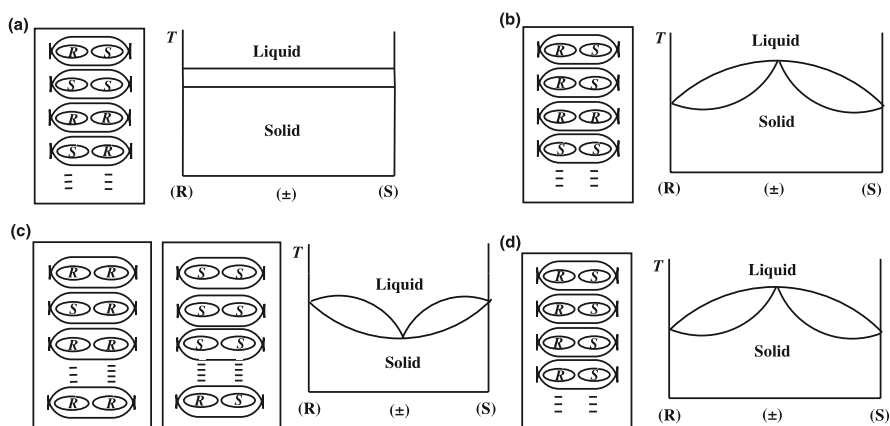 (a)
R S
S S
R R
S R
T
Liquid
Solid
(R) (±) (S)
(b)
R S
R S
R R
S S
T
Liquid
Solid
(R) (±) (S)
(c)
R R
S R
R R
R R
S S
S S
S S
R S
T
Liquid
Solid
(R) (±) (S)
(d)
R S
R S
R S
R S
T
Liquid
Solid
(R) (±) (S)